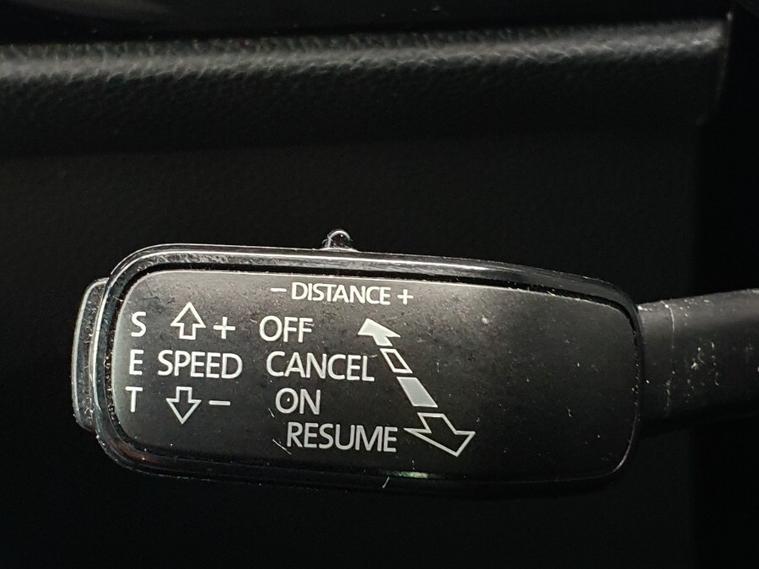 – DISTANCE +
S + OFF
E SPEED CANCEL
T – ON
RESUME